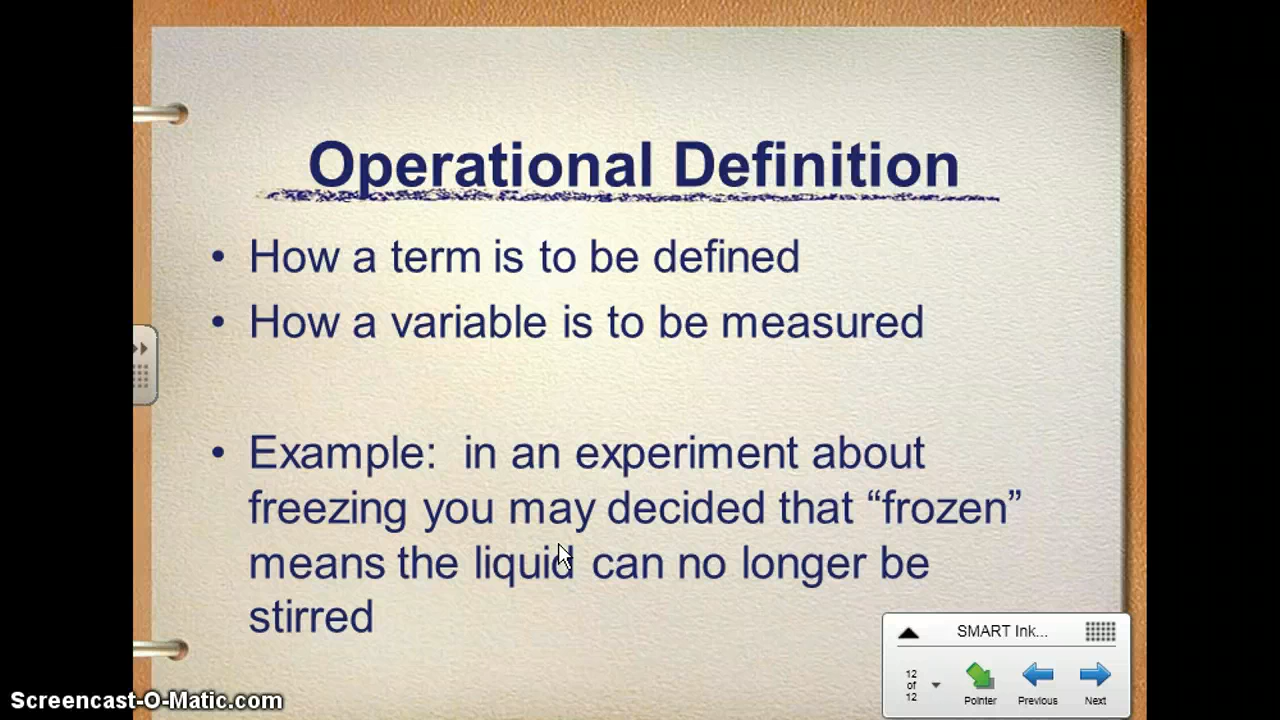 Operational Definition
• How a term is to be defined
• How a variable is to be measured
• Example:  in an experiment about
freezing you may decided that “frozen”
means the liquid can no longer be
stirred
SMART Ink...
12
of
12
Pointer
Previous
Next
Screencast-O-Matic.com